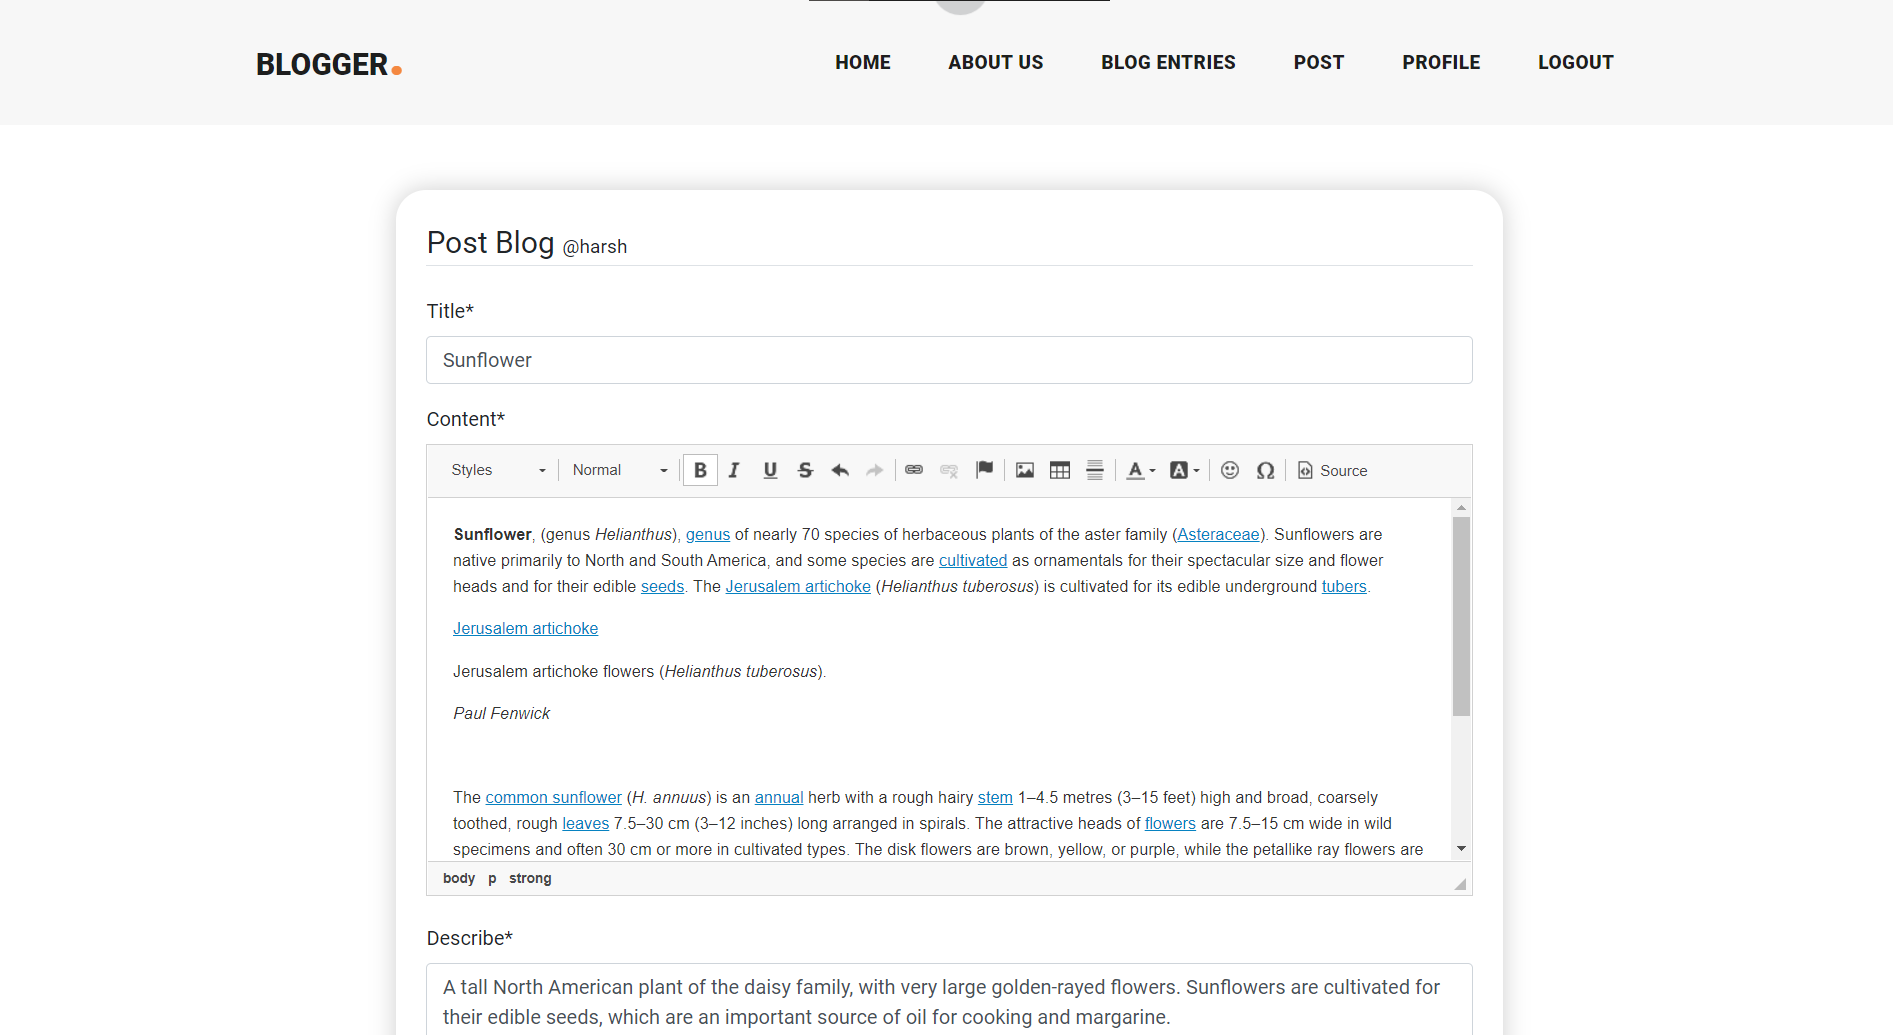 BLOGGER.
HOME ABOUT US BLOG ENTRIES POST PROFILE LOGOUT
Post Blog @harsh
Title*
Sunflower
Content*
Styles Normal B I U S A A Ω Source
Sunflower, (genus Helianthus), genus of nearly 70 species of herbaceous plants of the aster family (Asteraceae). Sunflowers are
native primarily to North and South America, and some species are cultivated as ornamentals for their spectacular size and flower
heads and for their edible seeds. The Jerusalem artichoke (Helianthus tuberosus) is cultivated for its edible underground tubers.
Jerusalem artichoke
Jerusalem artichoke flowers (Helianthus tuberosus).
Paul Fenwick
The common sunflower (H. annuus) is an annual herb with a rough hairy stem 1–4.5 metres (3–15 feet) high and broad, coarsely
toothed, rough leaves 7.5–30 cm (3–12 inches) long arranged in spirals. The attractive heads of flowers are 7.5–15 cm wide in wild
specimens and often 30 cm or more in cultivated types. The disk flowers are brown, yellow, or purple, while the petallike ray flowers are
body p strong
Describe*
A tall North American plant of the daisy family, with very large golden-rayed flowers. Sunflowers are cultivated for
their edible seeds, which are an important source of oil for cooking and margarine.